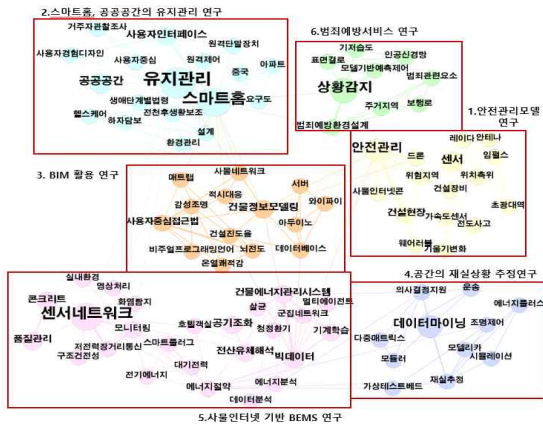 2.스마트홈, 공공공간의 유지관리 연구
거주자관찰조사
사용자인터페이스
원격단말장치
사용자경험디자인
사용자중심
원격제어
중국
아파트
공공공간
유지관리
스마트홈
요구도
생애단계별법령
헬스케어
전천후생황보조
하자담보
설계
환경관리
6.범죄예방서비스 연구
기저습도
표면결로
인공신경망
모델기반예측제어
범죄관련요소
상황감지
주거지역
보행로
범죄예방환경설계
1.안전관리모델
연구
안전관리
레이다
안테나
드론
센서
임펄스
위험지역
위치측위
사물인터넷콘
건설장비
초광대역
건설현장
가속도센서
전도사고
웨어러블
기울기변화
3. BIM 활용 연구
사물네트워크
매트랩
서버
적시대응
감성조명
건물정보모델링
와이파이
사용자중심접근법
아두이노
건설진도율
비주얼프로그래밍언어
뇌전도
데이터베이스
온열쾌적감
4.공간의 재실상황 추정연구
의사결정지원
운송
에너지플러스
데이터마이닝
조명제어
다중매트릭스
모델리카
모듈러
시뮬레이션
가상테스트베드
재실추정
실내환경
영상처리
건물에너지관리시스템
콘크리트
화염탐지
살균
멀티에이전트
센서네트워크
군집네트워크
모니터링
호텔객실
공기조화
청정환기
기계학습
품질관리
저전력장거리통신
스마트플러그
구조건전성
전산유체해석
빅데이터
대기전력
전기에너지
에너지절약
에너지분석
데이터분석
5.사물인터넷 기반 BEMS 연구